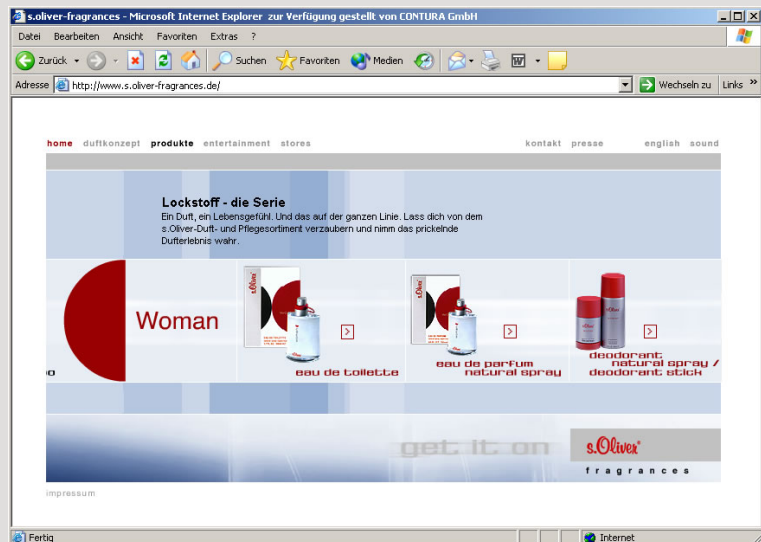 s.oliver-fragrances - Microsoft Internet Explorer zur Verfügung gestellt von CONTURA GmbH
Datei Bearbeiten Ansicht Favoriten Extras ?
Zurück Suchen Favoriten Medien
Adresse http://www.s.oliver-fragrances.de/ Wechseln zu Links »
home duftkonzept produkte entertainment stores kontakt presse english sound
Lockstoff - die Serie
Ein Duft, ein Lebensgefühl. Und das auf der ganzen Linie. Lass dich von dem
s.Oliver-Duft- und Pflegesortiment verzaubern und nimm das prickelnde
Dufterlebnis wahr.
Woman
eau de toilette
eau de parfum
natural spray
deodorant
natural spray /
deodorant stick
get it on
s.Oliver
fragrances
impressum
Fertig Internet